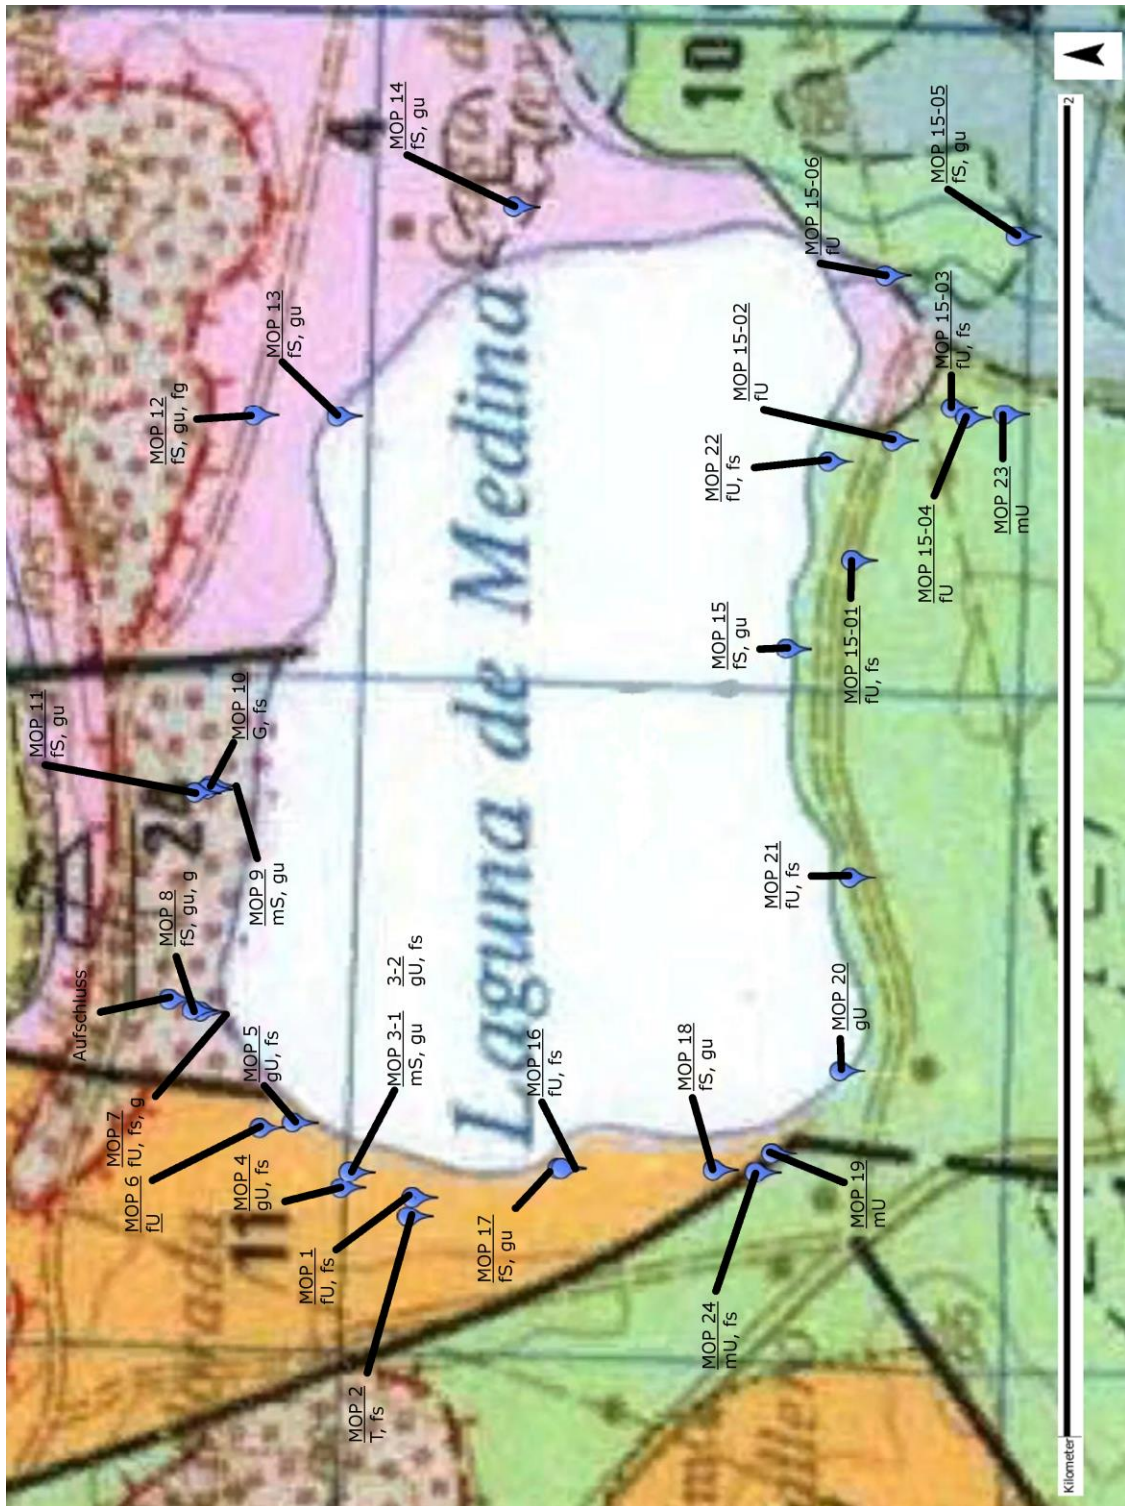 MOP 11
fS, gu
24
Aufschluss
MOP 7
fU, fs, g
MOP 6
fU
MOP 12
fS, gu, fg
MOP 8
fS, gu, g
24
MOP 10
G, fs
MOP 4
gU, fs
11
MOP 5
gU, fs
MOP 9
mS, gu
MOP 13
fS, gu
MOP 1
fU, fs
4
MOP 2
T, fs
MOP 3-1 3-2
mS, gu gU, fs
MOP 14
fS, gu
MOP 17
fS, gu
Laguna de Medina
MOP 16
fU, fs
MOP 18
fS, gu
10
MOP 24
mU, fs
MOP 22
fU, fs
MOP 15
fS, gu
MOP 15-02
fU
MOP 21
fU, fs
MOP 15-06
fU
MOP 20
gU
MOP 15-01
fU, fs
MOP 19
mU
MOP 15-04
fU
MOP 15-05
fS, gu
MOP 15-03
fU, fs
MOP 23
mU
Kilometer 2